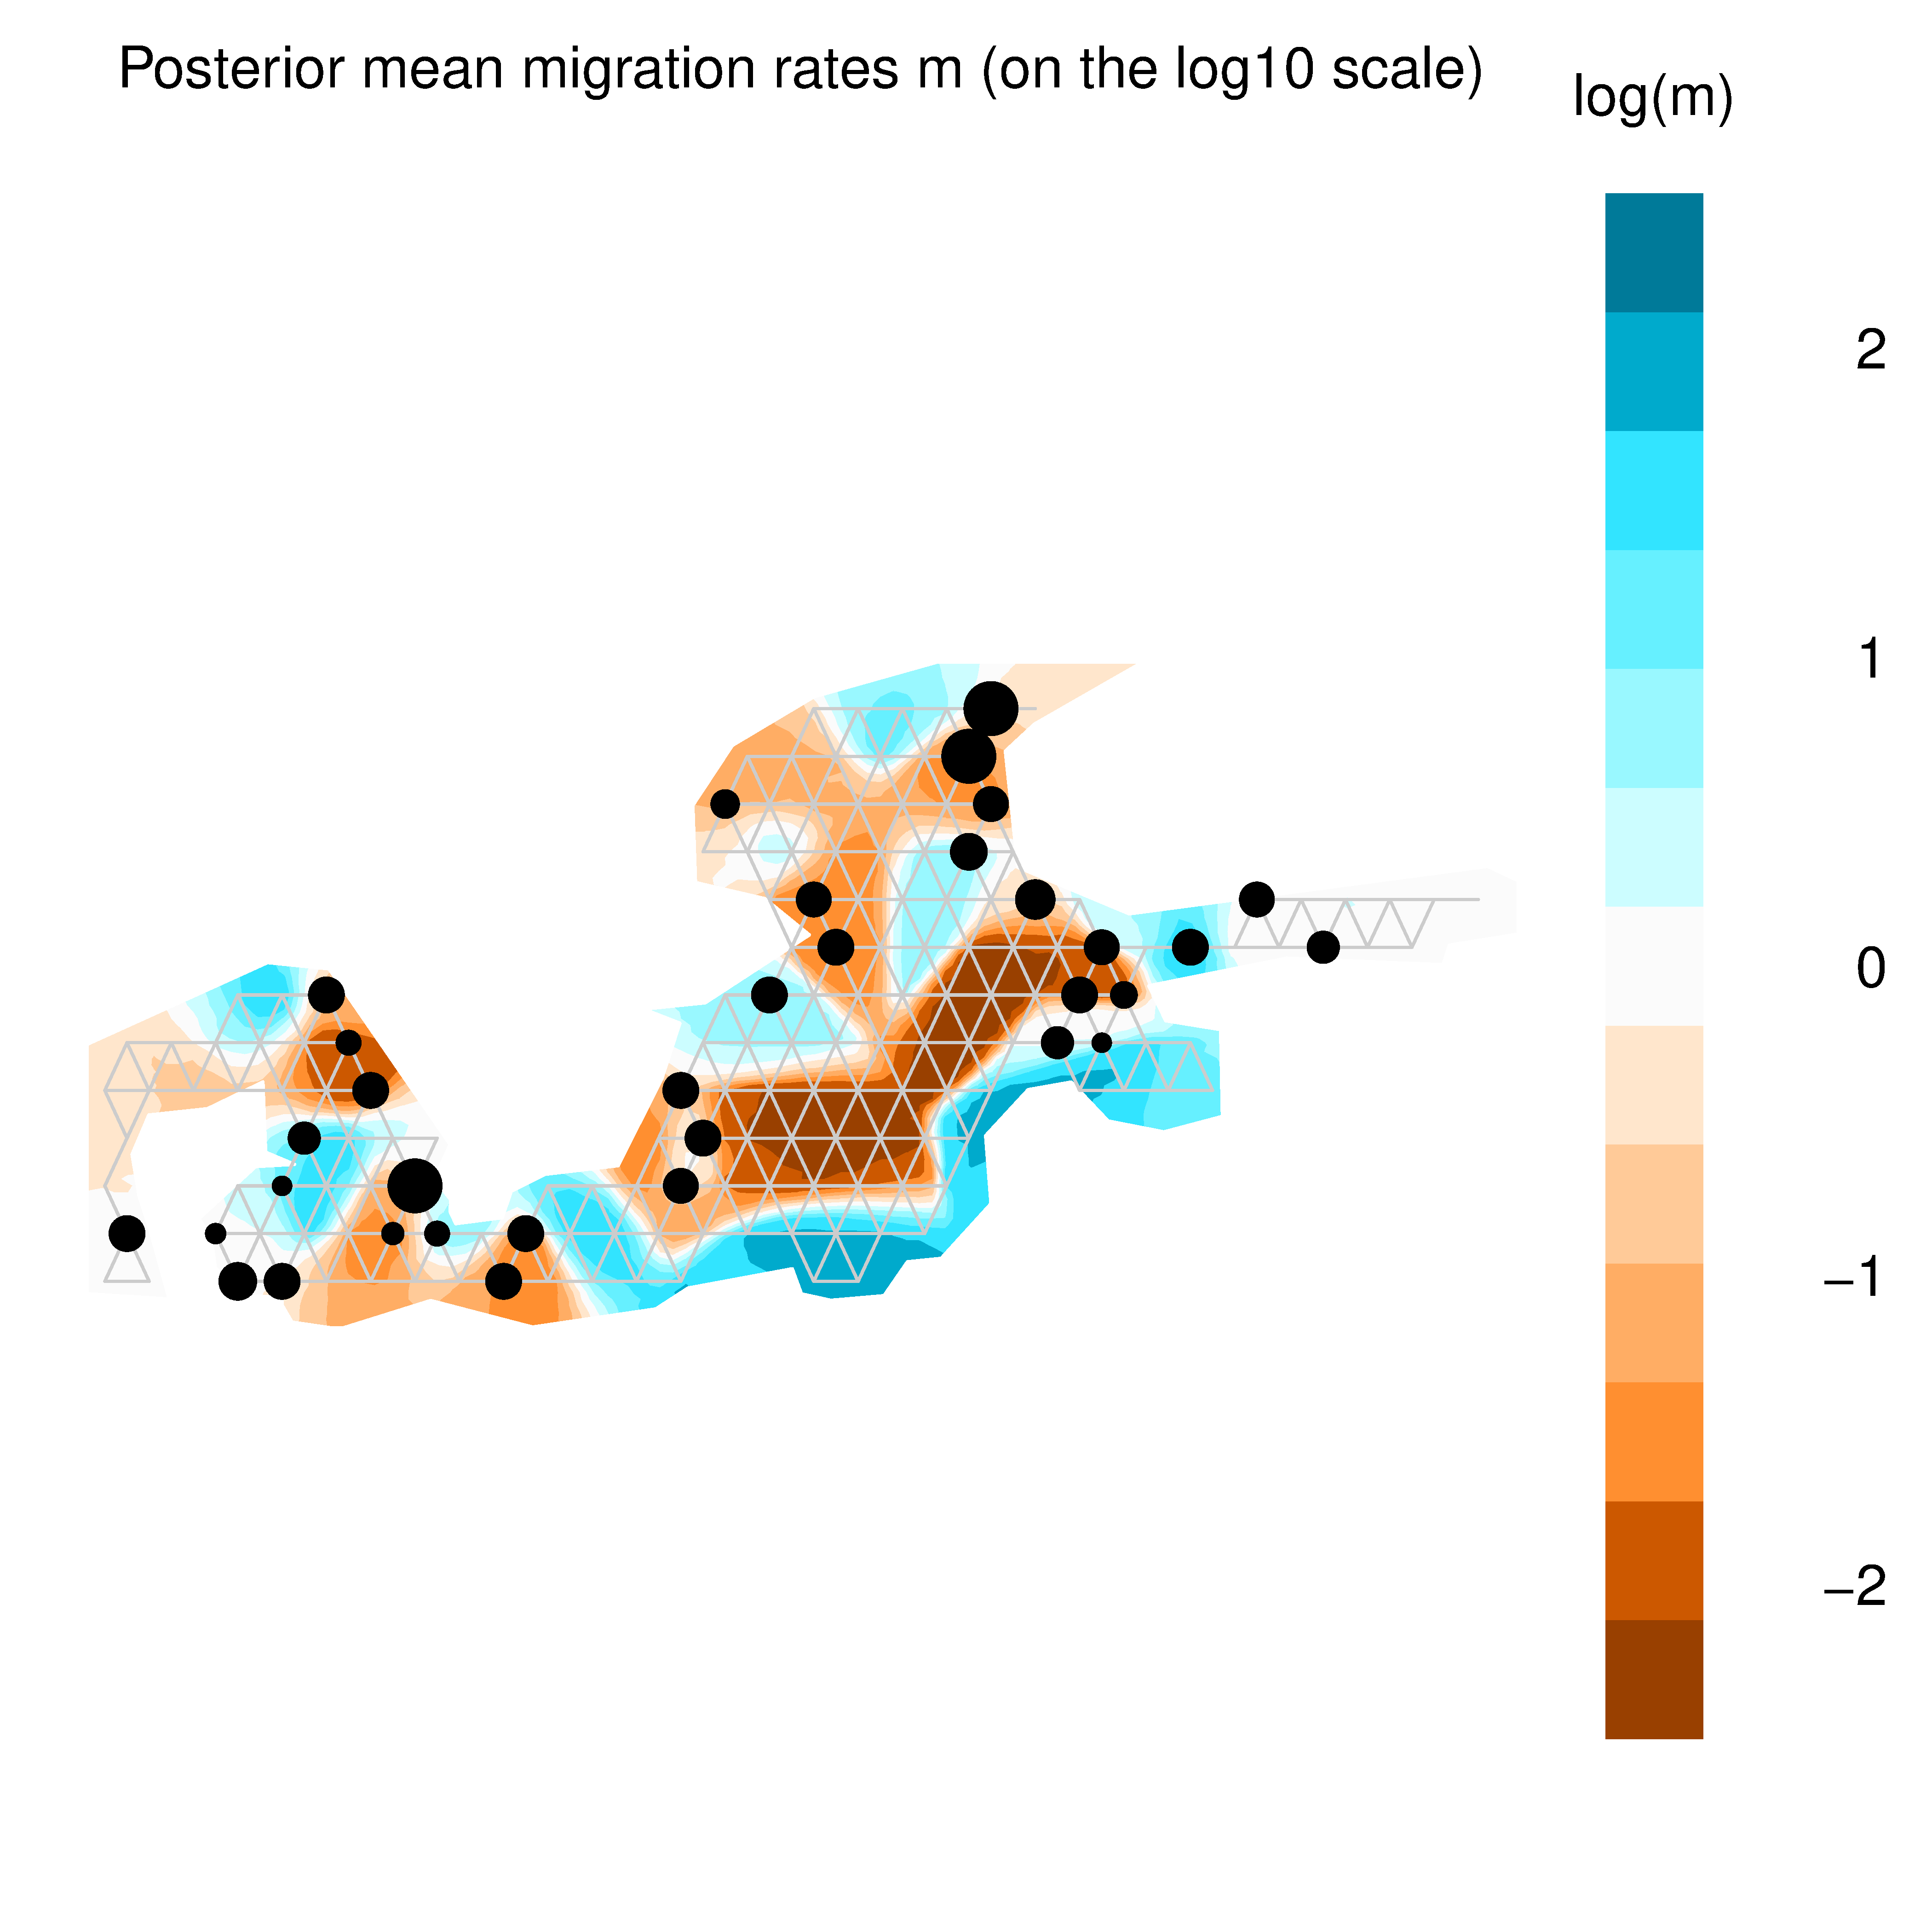 Posterior mean migration rates m (on the log10 scale)
log(m)
2
1
0
−1
−2